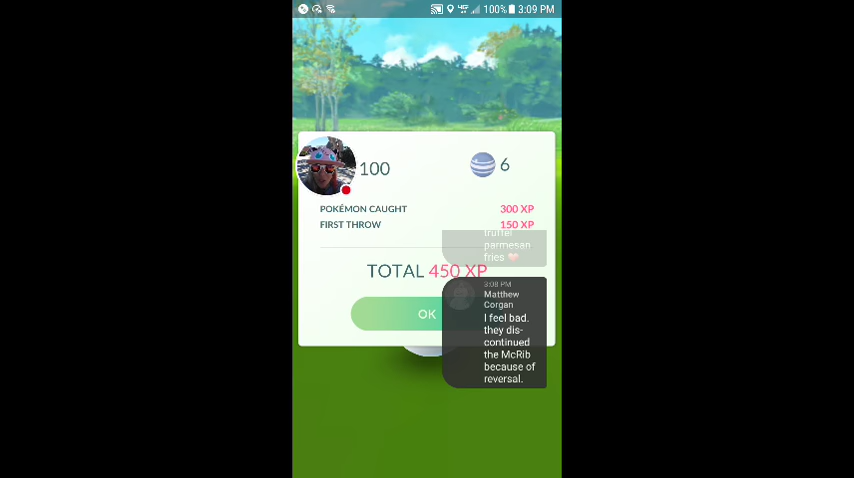 100% 3:09 PM
100
6
POKÉMON CAUGHT 300 XP
FIRST THROW 150 XP
truffel
parmesan
fries ❤
TOTAL 450 XP
3:08 PM
Matthew
Corgan
OK
I feel bad.
they dis-
continued
the McRib
because of
reversal.